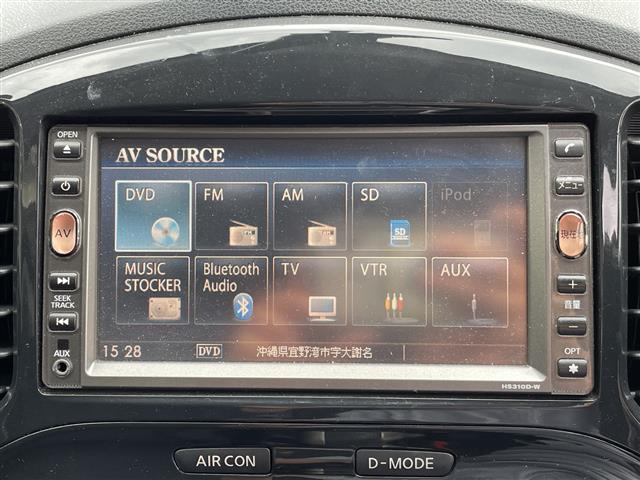 OPEN
AV SOURCE
DVD
FM
AM
SD
iPod
SD
メニュー
AV
現在
MUSIC STOCKER
Bluetooth Audio
TV
VTR
AUX
SEEK
TRACK
音量
AUX
15 28
DVD
沖縄県宜野湾市字大謝名
OPT
HS310D-W
AIR CON
D-MODE